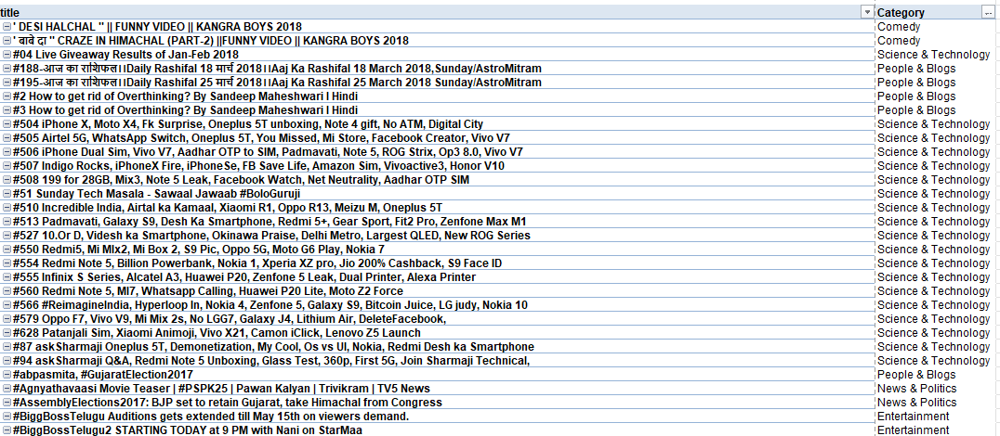 title Category
' DESI HALCHAL '' || FUNNY VIDEO || KANGRA BOYS 2018 Comedy
' बाबे दा '' CRAZE IN HIMACHAL (PART-2) ||FUNNY VIDEO || KANGRA BOYS 2018 Comedy
#04 Live Giveaway Results of Jan-Feb 2018 Science & Technology
#188-आज का राशिफल।।Daily Rashifal 18 मार्च 2018।।Aaj Ka Rashifal 18 March 2018,Sunday/AstroMitram People & Blogs
#195-आज का राशिफल।।Daily Rashifal 25 मार्च 2018।।Aaj Ka Rashifal 25 March 2018 Sunday/AstroMitram People & Blogs
#2 How to get rid of Overthinking? By Sandeep Maheshwari I Hindi People & Blogs
#3 How to get rid of Overthinking? By Sandeep Maheshwari I Hindi People & Blogs
#504 iPhone X, Moto X4, Fk Surprise, Oneplus 5T unboxing, Note 4 gift, No ATM, Digital City Science & Technology
#505 Airtel 5G, WhatsApp Switch, Oneplus 5T, You Missed, Mi Store, Facebook Creator, Vivo V7 Science & Technology
#506 iPhone Dual Sim, Vivo V7, Aadhar OTP to SIM, Padmavati, Note 5, ROG Strix, Op3 8.0, Vivo V7 Science & Technology
#507 Indigo Rocks, iPhoneX Fire, iPhoneSe, FB Save Life, Amazon Sim, Vivoactive3, Honor V10 Science & Technology
#508 199 for 28GB, Mix3, Note 5 Leak, Facebook Watch, Net Neutrality, Aadhar OTP SIM Science & Technology
#51 Sunday Tech Masala - Sawaal Jawaab #BoloGuruji Science & Technology
#510 Incredible India, Airtal ka Kamaal, Xiaomi R1, Oppo R13, Meizu M, Oneplus 5T Science & Technology
#513 Padmavati, Galaxy S9, Desh Ka Smartphone, Redmi 5+, Gear Sport, Fit2 Pro, Zenfone Max M1 Science & Technology
#527 10.Or D, Videsh ka Smartphone, Okinawa Praise, Delhi Metro, Largest QLED, New ROG Series Science & Technology
#550 Redmi5, Mi MIx2, Mi Box 2, S9 Pic, Oppo 5G, Moto G6 Play, Nokia 7 Science & Technology
#554 Redmi Note 5, Billion Powerbank, Nokia 1, Xperia XZ pro, Jio 200% Cashback, S9 Face ID Science & Technology
#555 Infinix S Series, Alcatel A3, Huawei P20, Zenfone 5 Leak, Dual Printer, Alexa Printer Science & Technology
#560 Redmi Note 5, MI7, Whatsapp Calling, Huawei P20 Lite, Moto Z2 Force Science & Technology
#566 #ReimagineIndia, Hyperloop In, Nokia 4, Zenfone 5, Galaxy S9, Bitcoin Juice, LG judy, Nokia 10 Science & Technology
#579 Oppo F7, Vivo V9, Mi Mix 2s, No LGG7, Galaxy J4, Lithium Air, DeleteFacebook, Science & Technology
#628 Patanjali Sim, Xiaomi Animoji, Vivo X21, Camon iClick, Lenovo Z5 Launch Science & Technology
#87 askSharmaji Oneplus 5T, Demonetization, My Cool, Os vs UI, Nokia, Redmi Desh ka Smartphone Science & Technology
#94 askSharmaji Q&A, Redmi Note 5 Unboxing, Glass Test, 360p, First 5G, Join Sharmaji Technical, Science & Technology
#abpasmita, #GujaratElection2017 People & Blogs
#Agnyathavaasi Movie Teaser | #PSPK25 | Pawan Kalyan | Trivikram | TV5 News News & Politics
#AssemblyElections2017: BJP set to retain Gujarat, take Himachal from Congress News & Politics
#BiggBossTelugu Auditions gets extended till May 15th on viewers demand. Entertainment
#BiggBossTelugu2 STARTING TODAY at 9 PM with Nani on StarMaa Entertainment